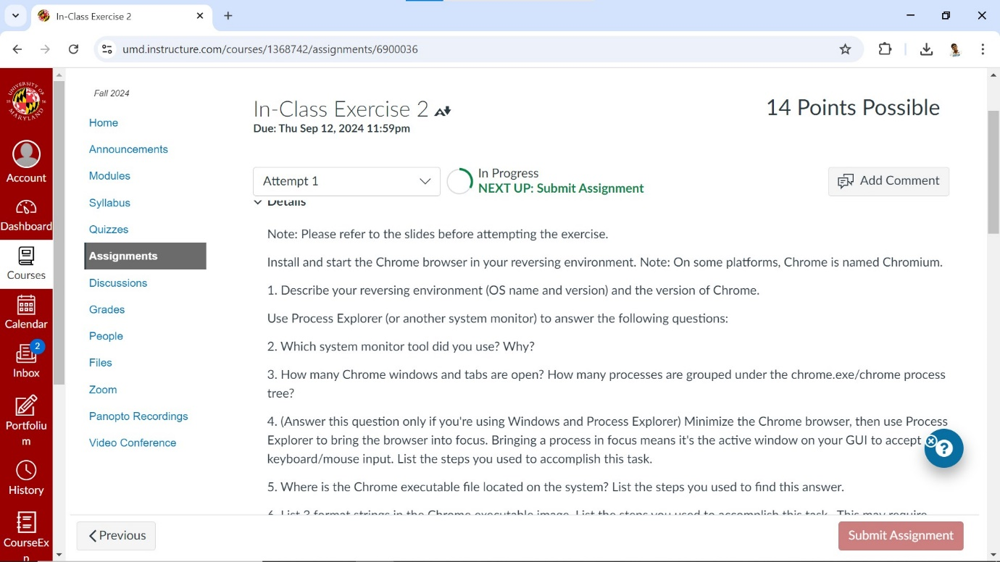 In-Class Exercise 2
umd.instructure.com/courses/1368742/assignments/6900036
UNIVERSITY OF
MARYLAND
Account
Dashboard
Courses
Calendar
2
Inbox
Portfoliu
m
History
CourseEx
p
Fall 2024
Home
Announcements
Modules
Syllabus
Quizzes
Assignments
Discussions
Grades
People
Files
Zoom
Panopto Recordings
Video Conference
In-Class Exercise 2
Due: Thu Sep 12, 2024 11:59pm
14 Points Possible
Attempt 1
In Progress
NEXT UP: Submit Assignment
Add Comment
Details
Note: Please refer to the slides before attempting the exercise.
Install and start the Chrome browser in your reversing environment. Note: On some platforms, Chrome is named Chromium.
1. Describe your reversing environment (OS name and version) and the version of Chrome.
Use Process Explorer (or another system monitor) to answer the following questions:
2. Which system monitor tool did you use? Why?
3. How many Chrome windows and tabs are open? How many processes are grouped under the chrome.exe/chrome process
tree?
4. (Answer this question only if you're using Windows and Process Explorer) Minimize the Chrome browser, then use Process
Explorer to bring the browser into focus. Bringing a process in focus means it's the active window on your GUI to accept
keyboard/mouse input. List the steps you used to accomplish this task.
5. Where is the Chrome executable file located on the system? List the steps you used to find this answer.
6. List 3 format strings in the Chrome executable image. List the steps you used to accomplish this task. This may require
Previous
Submit Assignment